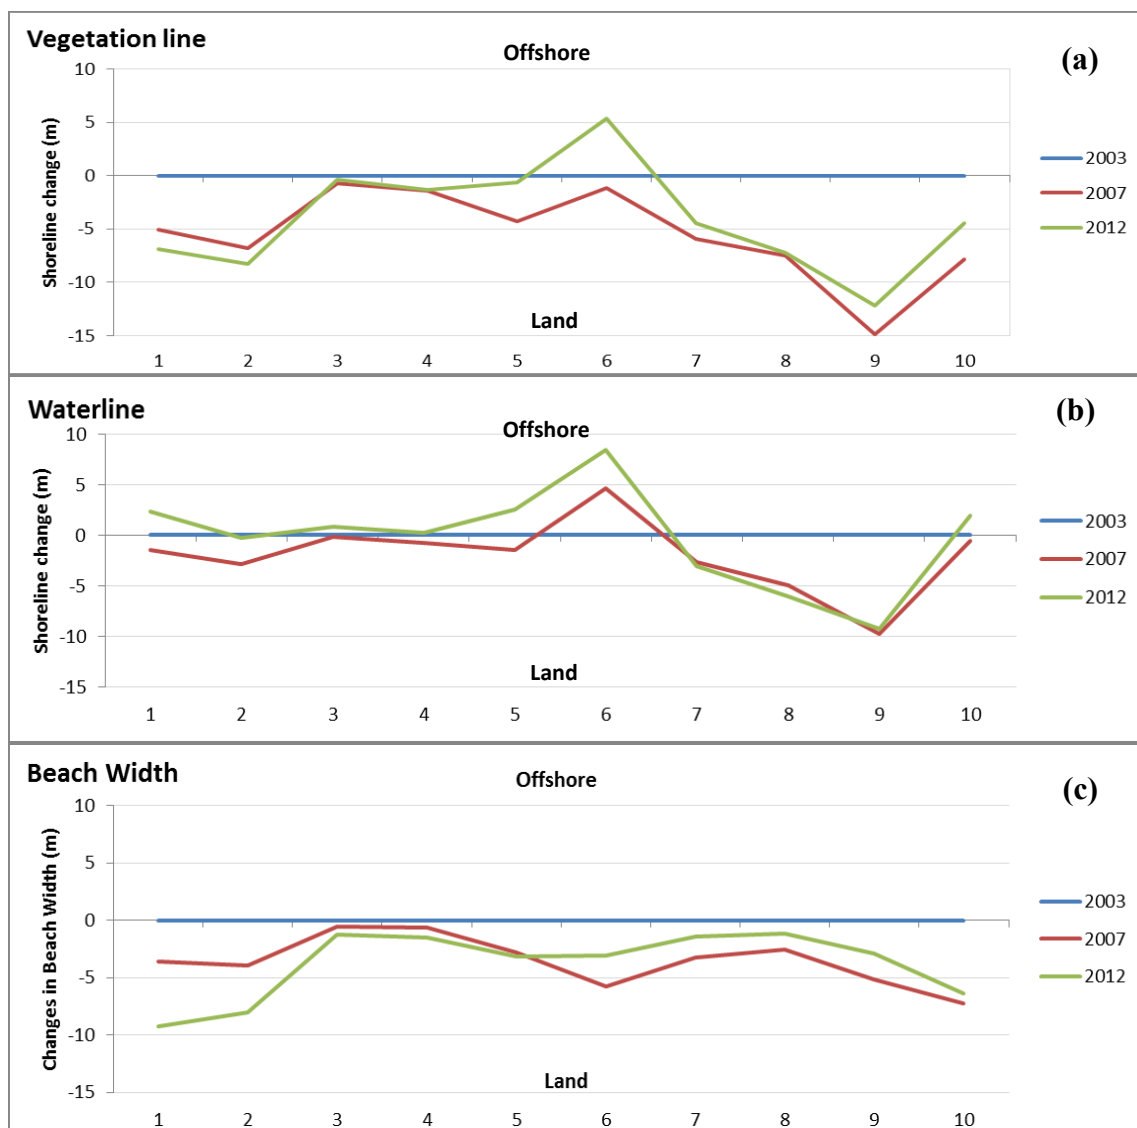 Vegetation line
Offshore
(a)
Shoreline change (m)
10
5
0
-5
-10
-15
Land
1 2 3 4 5 6 7 8 9 10
2003
2007
2012
Waterline
Offshore
(b)
Shoreline change (m)
10
5
0
-5
-10
-15
Land
1 2 3 4 5 6 7 8 9 10
2003
2007
2012
Beach Width
Offshore
(c)
Changes in Beach Width (m)
10
5
0
-5
-10
-15
Land
1 2 3 4 5 6 7 8 9 10
2003
2007
2012